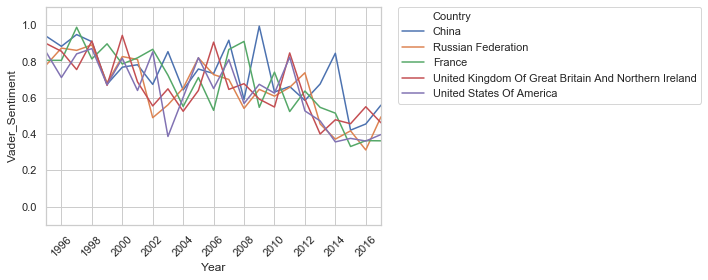 1.0
0.8
0.6
0.4
0.2
0.0
Vader_Sentiment
1996
1998
2000
2002
2004
2006
2008
2010
2012
2014
2016
Year
Country
China
Russian Federation
France
United Kingdom Of Great Britain And Northern Ireland
United States Of America